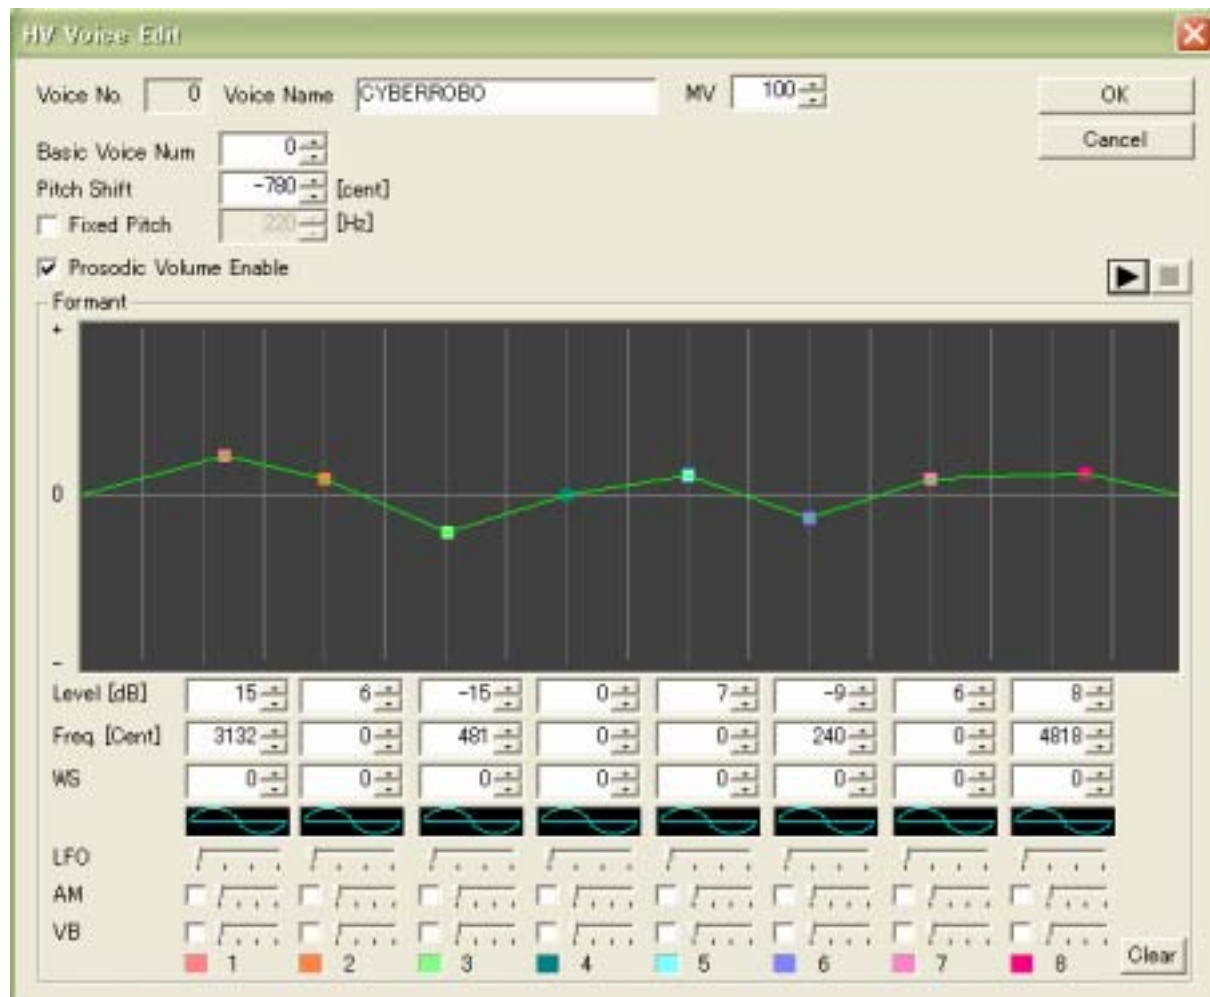 HV Voice Edit
Voice No. 0 Voice Name CYBERROBO MV 100 OK
Cancel
Basic Voice Num 0
Pitch Shift -780 [cent]
Fixed Pitch 220 [Hz]
Prosodic Volume Enable
Formant
+
0
-
Level [dB] 15 6 -15 0 7 -9 6 8
Freq. [Cent] 3132 0 481 0 0 240 0 4818
WS 0 0 0 0 0 0 0 0
LFO
AM
VB
1 2 3 4 5 6 7 8 Clear